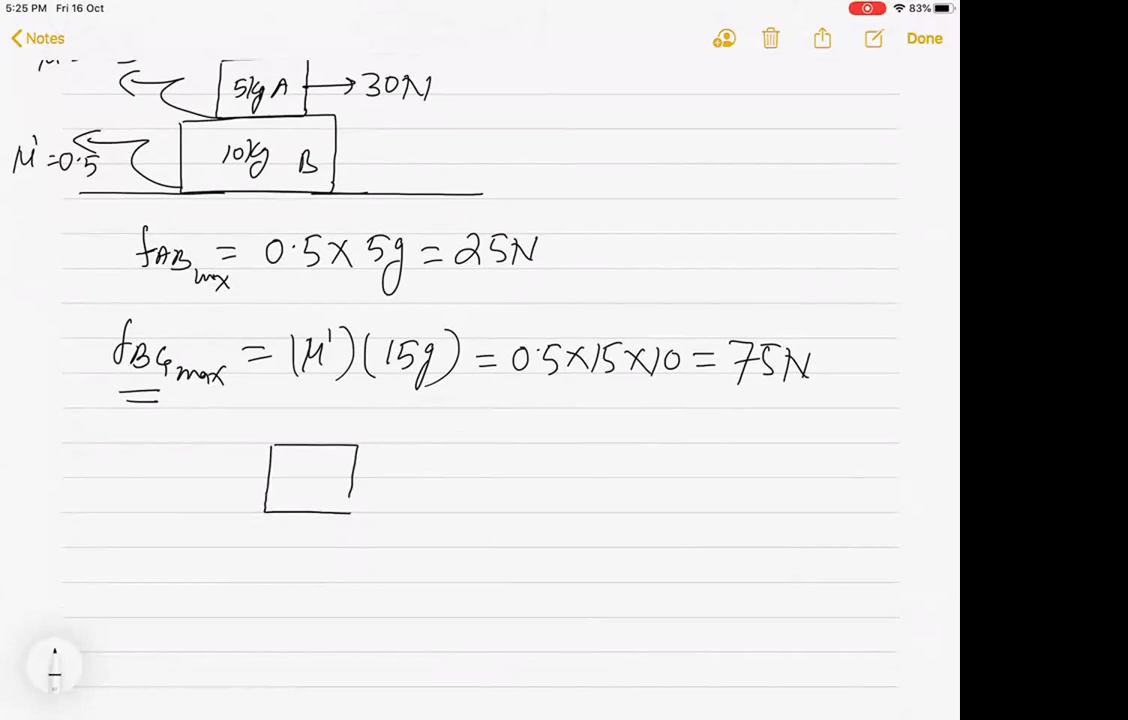 5:25 PM Fri 16 Oct 83%
Notes Done
5kg A → 30N
μ' = 0.5 10kg B
fAB max = 0.5 × 5g = 25N
fBG max = (μ')(15g) = 0.5×15×10 = 75N